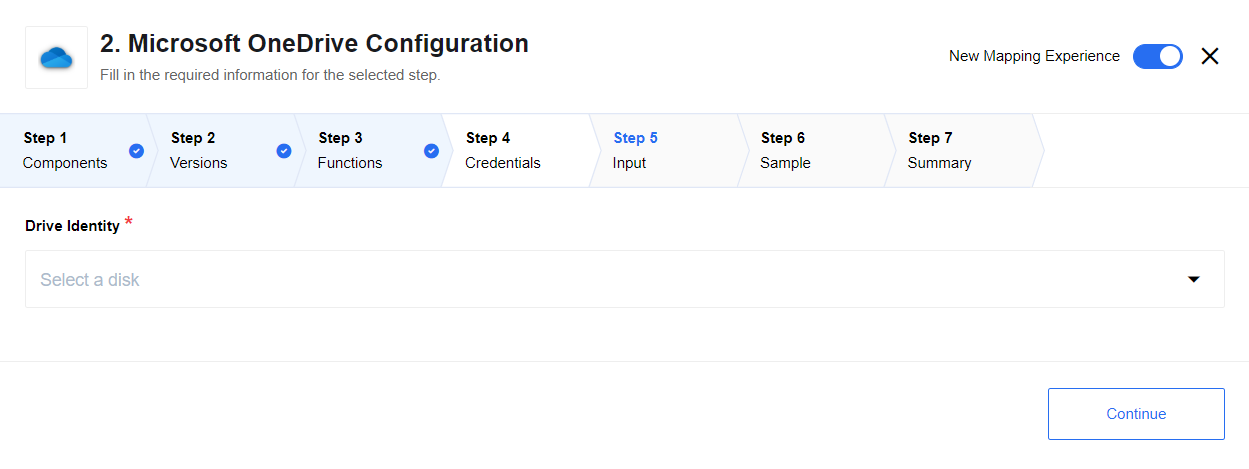 2. Microsoft OneDrive Configuration
Fill in the required information for the selected step.
New Mapping Experience
Step 1
Components
Step 2
Versions
Step 3
Functions
Step 4
Credentials
Step 5
Input
Step 6
Sample
Step 7
Summary
Drive Identity *
Select a disk
Continue